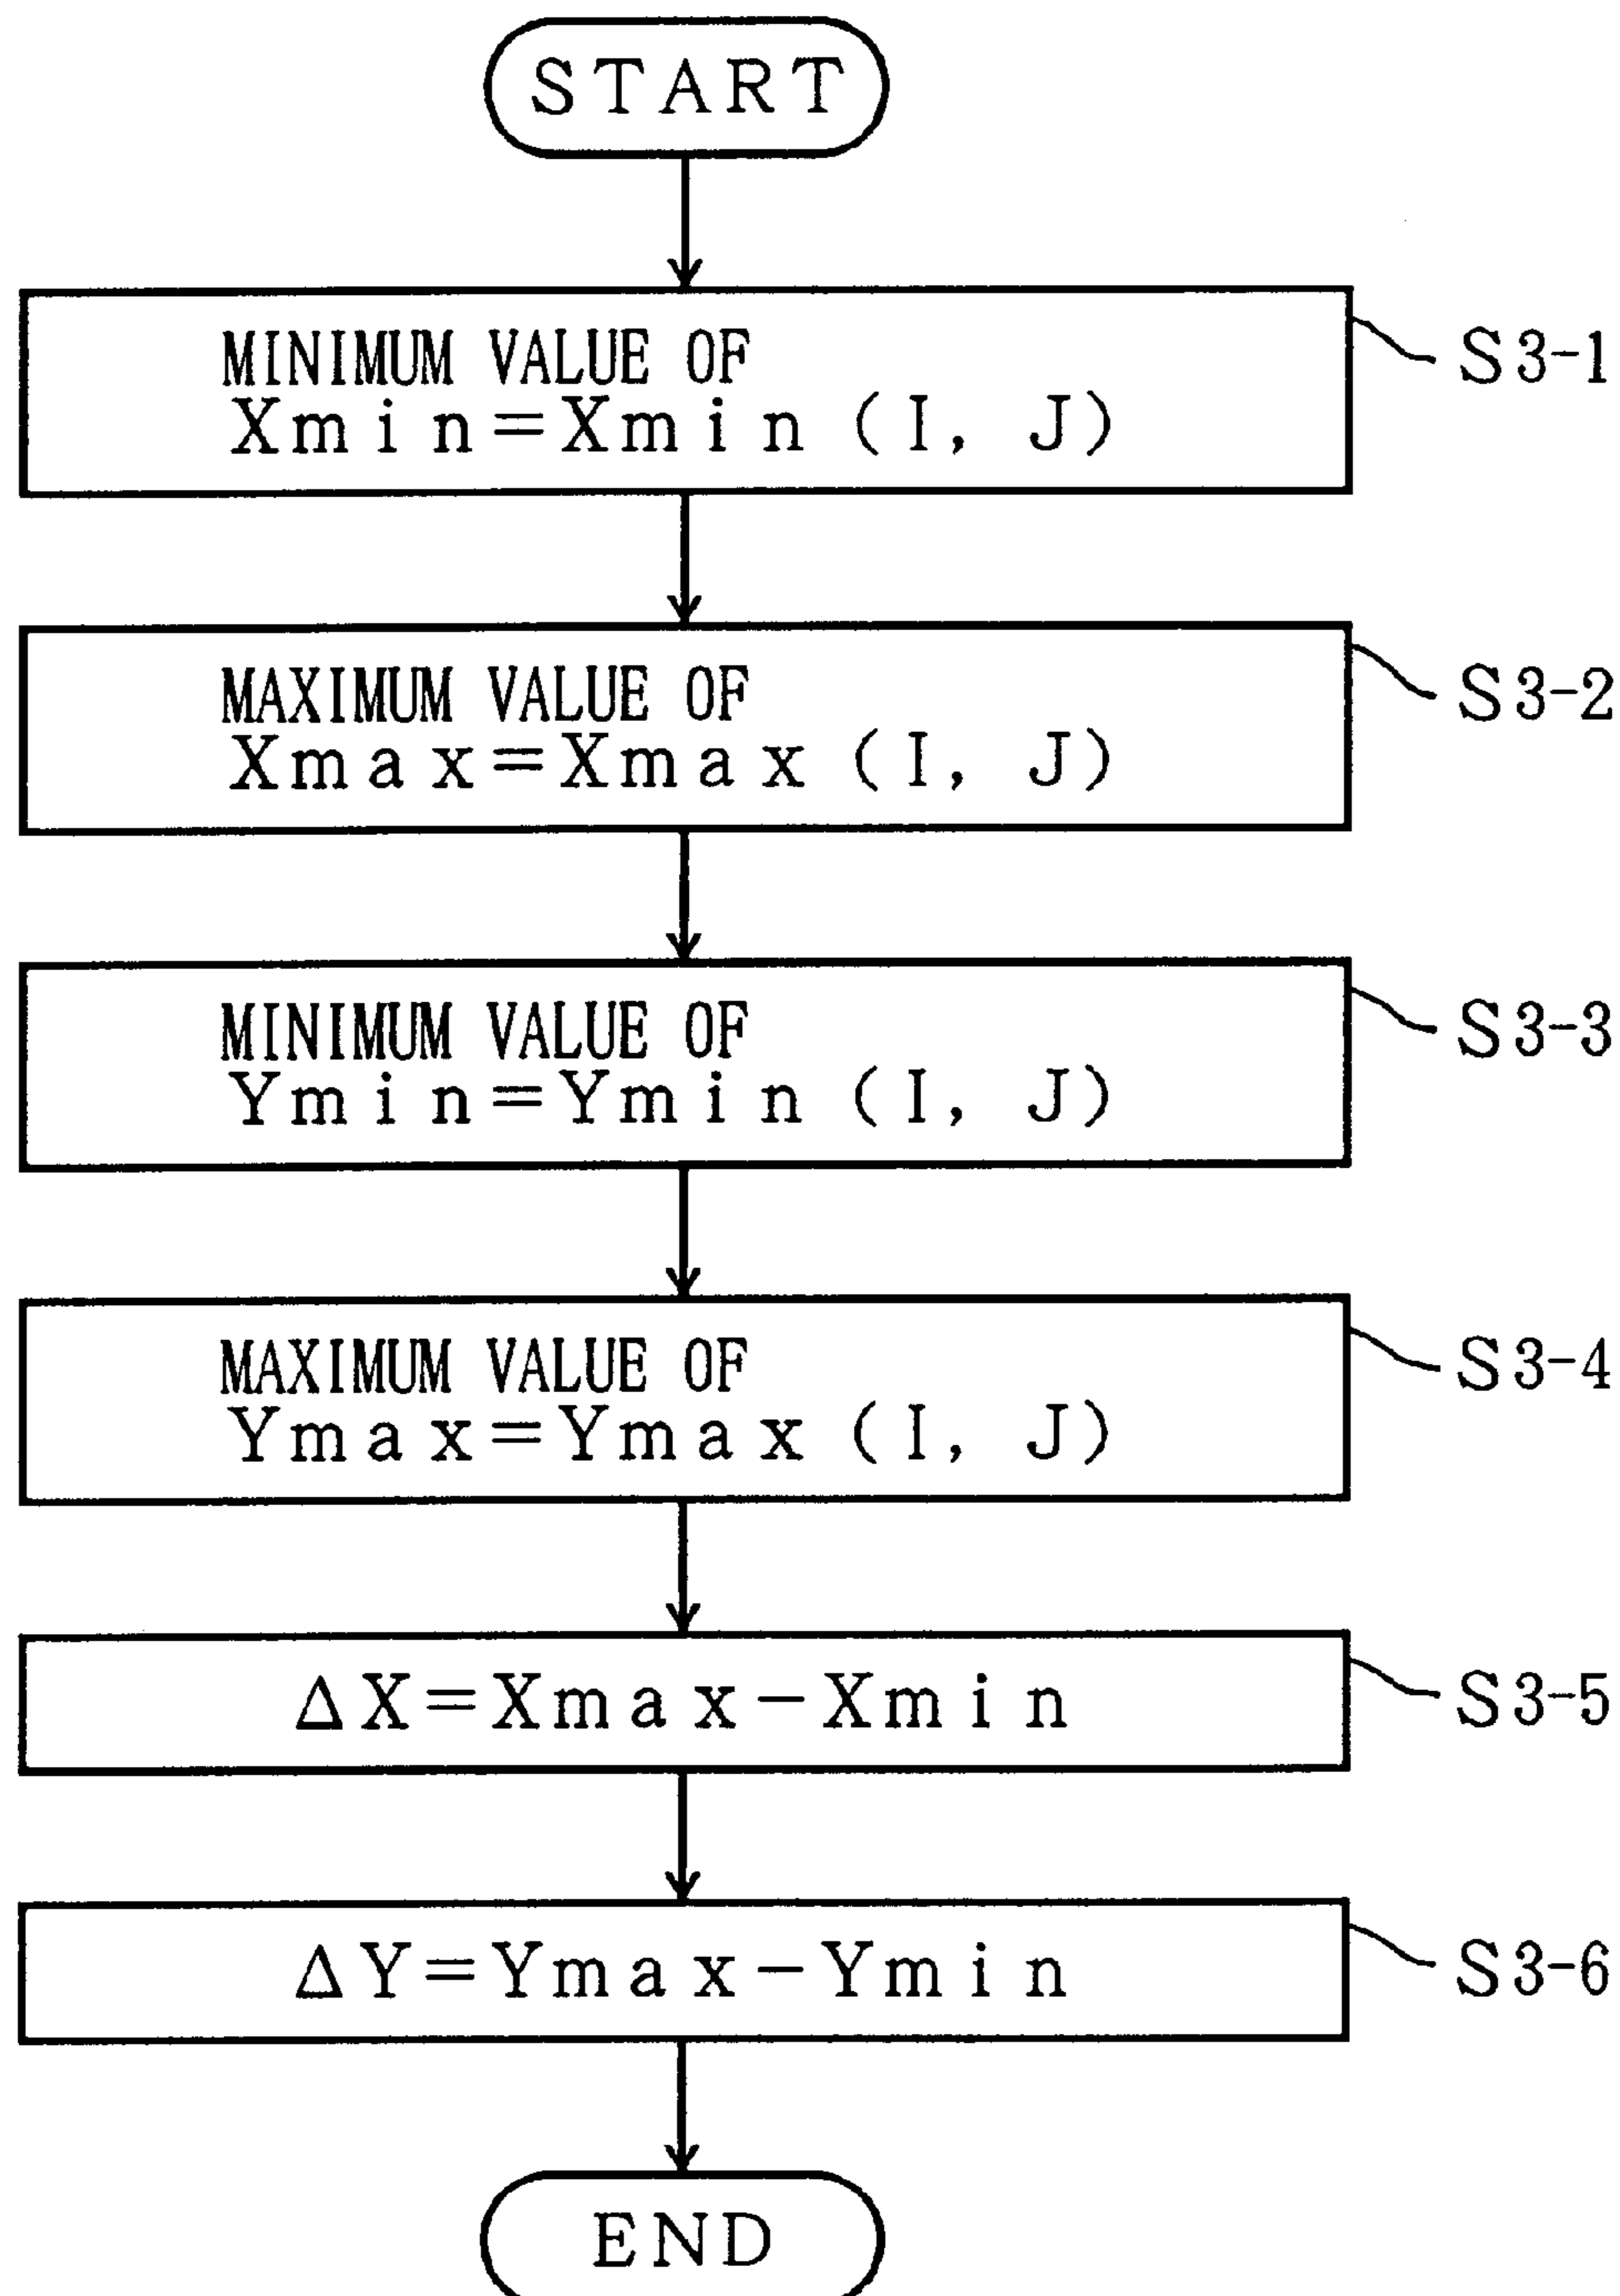 START
MINIMUM VALUE OF
Xmin=Xmin (I, J)
S3-1
MAXIMUM VALUE OF
Xmax=Xmax (I, J)
S3-2
MINIMUM VALUE OF
Ymin=Ymin (I, J)
S3-3
MAXIMUM VALUE OF
Ymax=Ymax (I, J)
S3-4
ΔX=Xmax-Xmin
S3-5
ΔY=Ymax-Ymin
S3-6
END